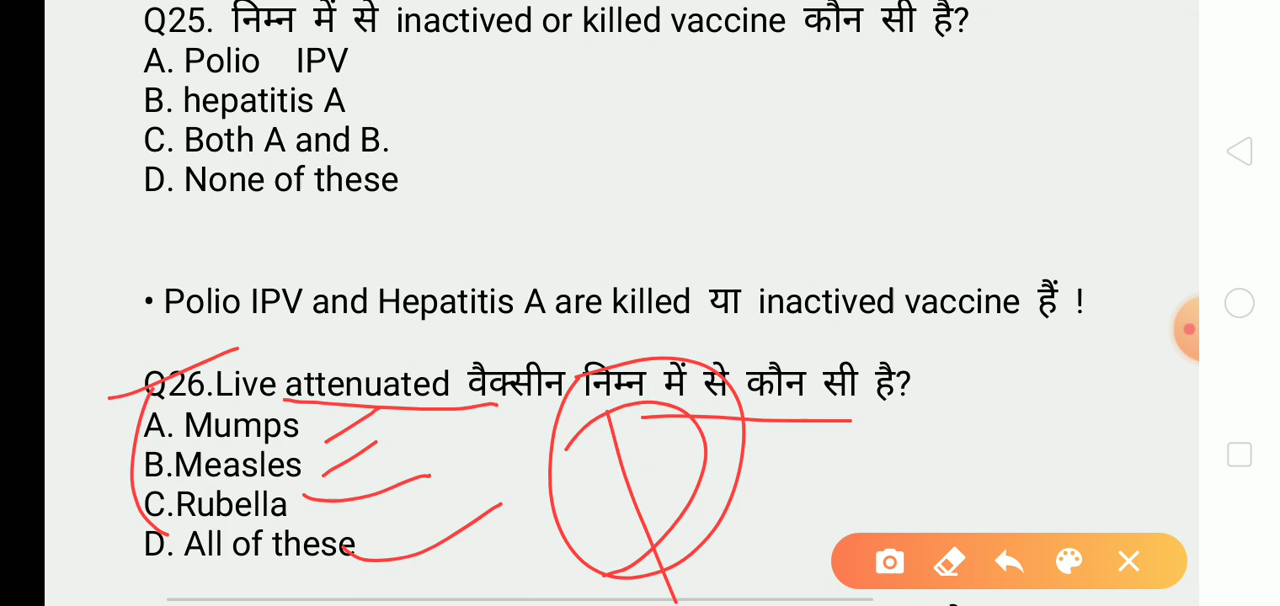 Q25. निम्न में से inactived or killed vaccine कौन सी है?
A. Polio IPV
B. hepatitis A
C. Both A and B.
D. None of these
• Polio IPV and Hepatitis A are killed या inactived vaccine हैं !
Q26.Live attenuated वैक्सीन निम्न में से कौन सी है?
A. Mumps
B.Measles
C.Rubella
D. All of these
D